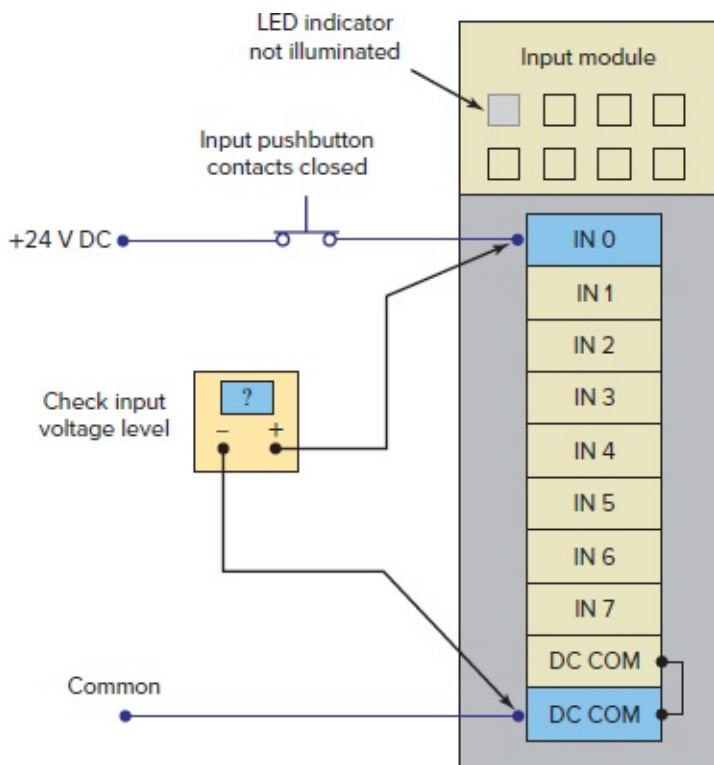 LED indicator
not illuminated
Input module
Input pushbutton
contacts closed
+24 V DC
IN 0
IN 1
IN 2
IN 3
Check input
voltage level
?
− +
IN 4
IN 5
IN 6
IN 7
DC COM
Common
DC COM